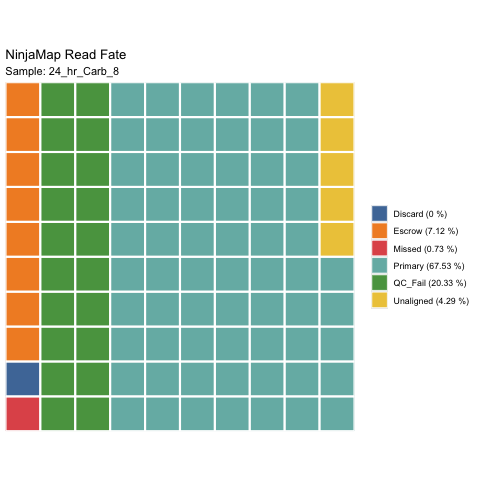 NinjaMap Read Fate
Sample: 24_hr_Carb_8
Discard (0 %)
Escrow (7.12 %)
Missed (0.73 %)
Primary (67.53 %)
QC_Fail (20.33 %)
Unaligned (4.29 %)